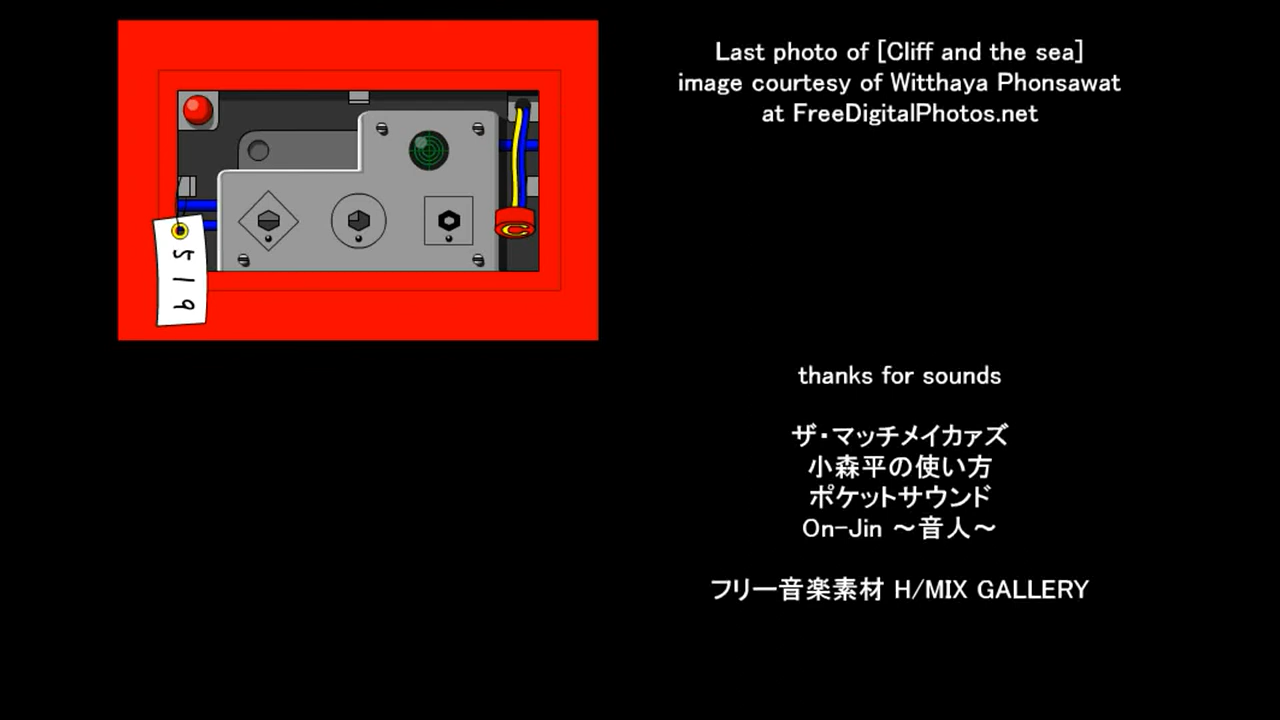 Last photo of [Cliff and the sea]
image courtesy of Witthaya Phonsawat
at FreeDigitalPhotos.net
C
519
thanks for sounds
ザ・マッチメイカァズ
小森平の使い方
ポケットサウンド
On-Jin ～音人～
フリー音楽素材 H/MIX GALLERY